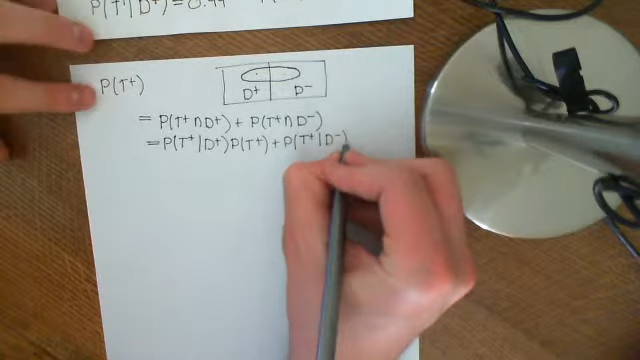 P(T⁺|D⁺) = 0.99
P(T⁺)
D⁺ D⁻
= P(T⁺∩D⁺) + P(T⁺∩D⁻)
= P(T⁺|D⁺)P(T⁺) + P(T⁺|D⁻)